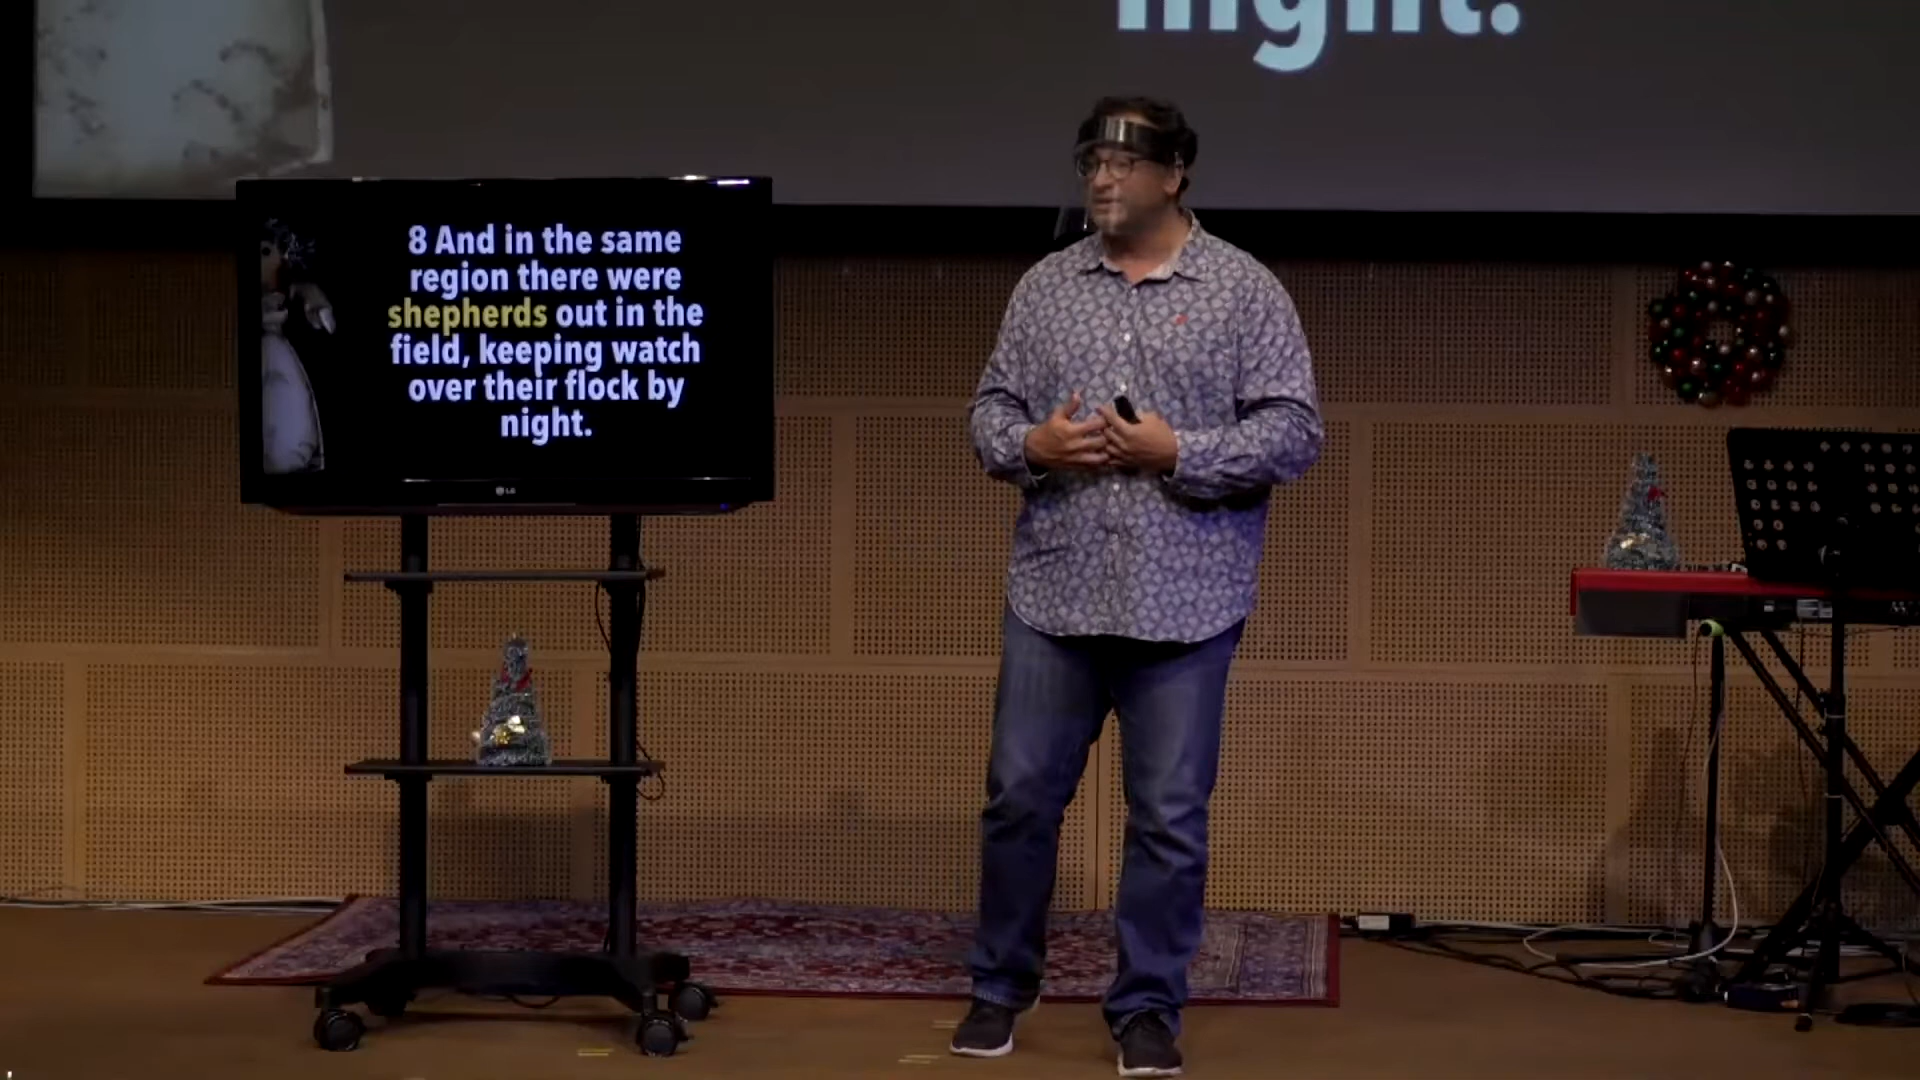 night.
8 And in the same
region there were
shepherds out in the
field, keeping watch
over their flock by
night.
LG